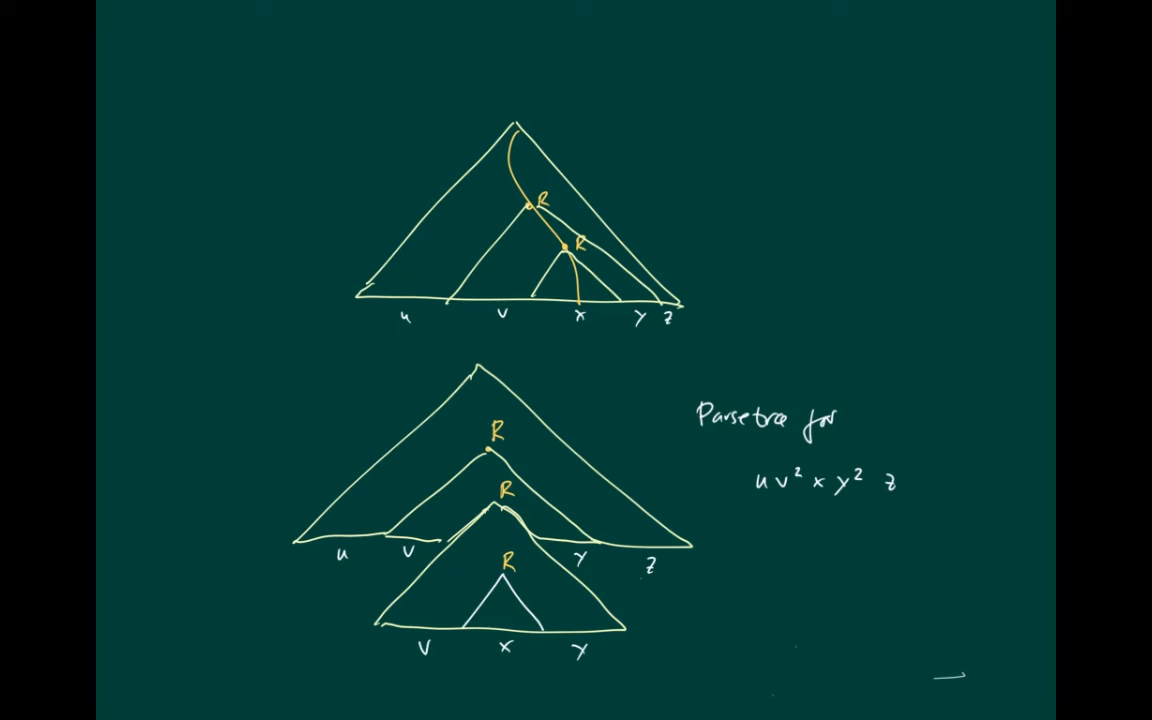 R
R
u v x y z
R
Parsetree for
u v² x y² z
R
u v y z
R
v x y